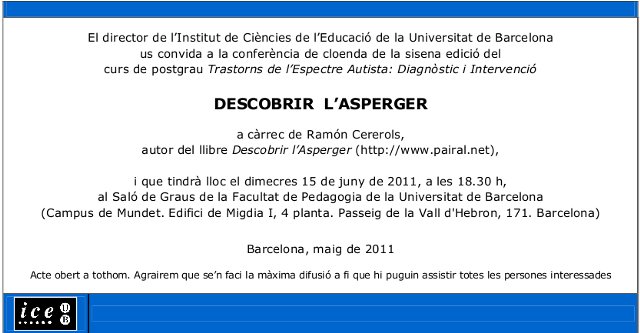 El director de l’Institut de Ciències de l’Educació de la Universitat de Barcelona
us convida a la conferència de cloenda de la sisena edició del
curs de postgrau Trastorns de l’Espectre Autista: Diagnòstic i Intervenció
DESCOBRIR L’ASPERGER
a càrrec de Ramón Cererols,
autor del llibre Descobrir l’Asperger (http://www.pairal.net),
i que tindrà lloc el dimecres 15 de juny de 2011, a les 18.30 h,
al Saló de Graus de la Facultat de Pedagogia de la Universitat de Barcelona
(Campus de Mundet. Edifici de Migdia I, 4 planta. Passeig de la Vall d'Hebron, 171. Barcelona)
Barcelona, maig de 2011
Acte obert a tothom. Agrairem que se’n faci la màxima difusió a fi que hi puguin assistir totes les persones interessades
ice UB